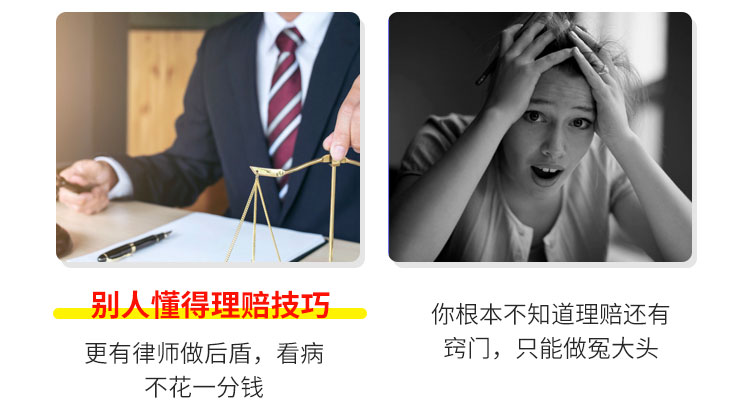 别人懂得理赔技巧
更有律师做后盾，看病
不花一分钱
你根本不知道理赔还有
窍门，只能做冤大头